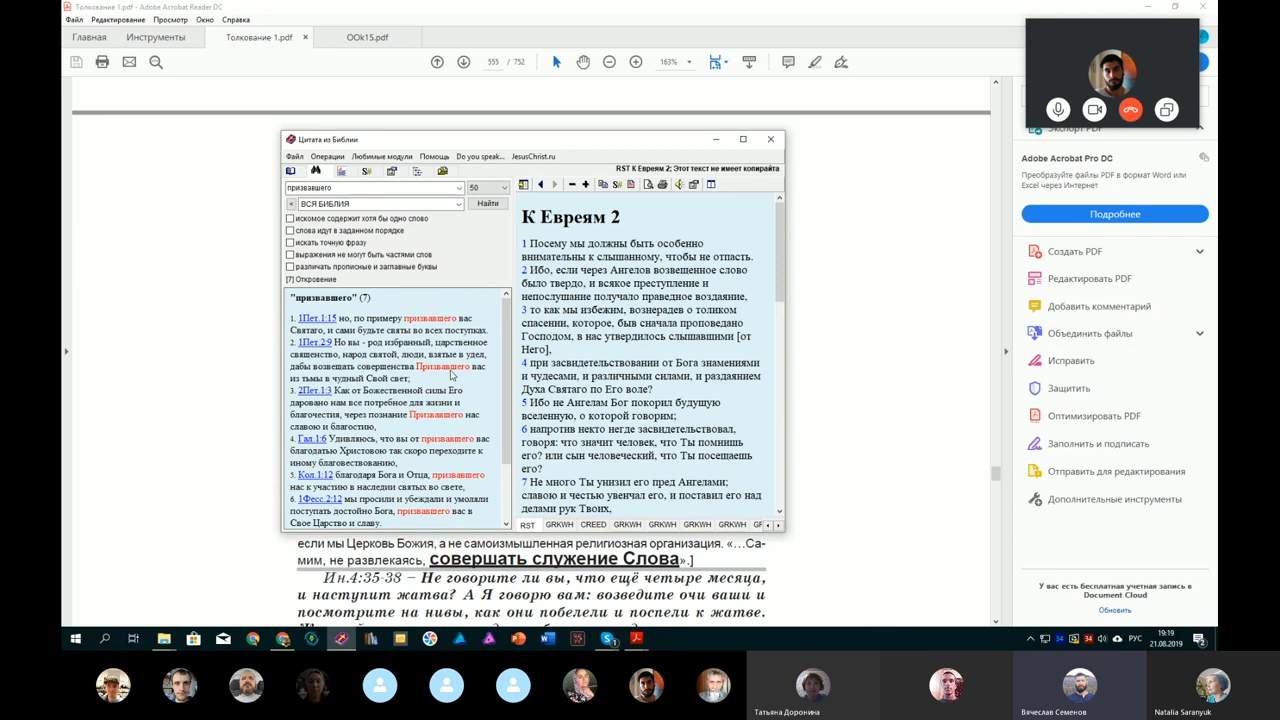 Толкование 1.pdf - Adobe Acrobat Reader DC
Файл Редактирование Просмотр Окно Справка
Главная Инструменты Толкование 1.pdf × OOk15.pdf
555 / 752 163%
Цитата из Библии
Файл Операции Любимые модули Помощь Do you speak... JesusChrist.ru
RST К Евреям 2; Этот текст не имеет копирайта
призвавшего 50
< ВСЯ БИБЛИЯ Найти
искомое содержит хотя бы одно слово
слова идут в заданном порядке
искать точную фразу
выражения не могут быть частями слов
различать прописные и заглавные буквы
[7] Откровение
"призвавшего" (7)
1. 1Пет.1:15 но, по примеру призвавшего вас
Святаго, и сами будьте святы во всех поступках.
2. 1Пет.2:9 Но вы - род избранный, царственное
священство, народ святой, люди, взятые в удел,
дабы возвещать совершенства Призвавшего вас
из тьмы в чудный Свой свет;
3. 2Пет.1:3 Как от Божественной силы Его
даровано нам все потребное для жизни и
благочестия, через познание Призвавшего нас
славою и благостию,
4. Гал.1:6 Удивляюсь, что вы от призвавшего вас
благодатью Христовою так скоро переходите к
иному благовествованию,
5. Кол.1:12 благодаря Бога и Отца, призвавшего
нас к участию в наследии святых во свете,
6. 1Фесс.2:12 мы просили и убеждали и умоляли
поступать достойно Бога, призвавшего вас в
Свое Царство и славу.
К Евреям 2
1 Посему мы должны быть особенно
внимательны к слышанному, чтобы не отпасть.
2 Ибо, если через Ангелов возвещенное слово
было твердо, и всякое преступление и
непослушание получало праведное воздаяние,
3 то как мы избежим, вознерадев о толиком
спасении, которое, быв сначала проповедано
Господом, в нас утвердилось слышавшими [от
Него],
4 при засвидетельствовании от Бога знамениями
и чудесами, и различными силами, и раздаянием
Духа Святаго по Его воле?
5 Ибо не Ангелам Бог покорил будущую
вселенную, о которой говорим;
6 напротив некто негде засвидетельствовал,
говоря: что значит человек, что Ты помнишь
его? или сын человеческий, что Ты посещаешь
его?
7 Не много Ты унизил его пред Ангелами;
славою и честью увенчал его, и поставил его над
делами рук Твоих,
RST GRKWH CREED GRKWH GRKWH GRKWH GRKWH
если мы Церковь Божия, а не самоизмышленная религиозная организация. «…Са-
мим, не развлекаясь, совершать служение Слова».]
Ин.4:35-38 – Не говорите ли вы, что ещё четыре месяца,
и наступит жатва? А Я говорю вам: возведите очи ваши и
посмотрите на нивы, как они побелели и поспели к жатве.
Экспорт PDF
Adobe Acrobat Pro DC
Преобразуйте файлы PDF в формат Word или
Excel через Интернет
Подробнее
Создать PDF
Редактировать PDF
Добавить комментарий
Объединить файлы
Исправить
Защитить
Оптимизировать PDF
Заполнить и подписать
Отправить для редактирования
Дополнительные инструменты
У вас есть бесплатная учетная запись в
Document Cloud
Обновить
34 34 РУС 19:19
21.08.2019
Татьяна Доронина Вячеслав Семенов Natalia Saranyuk